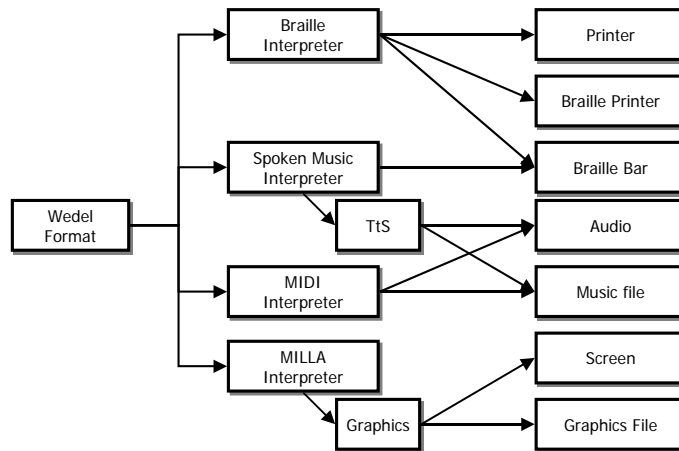 Braille
Interpreter
Printer
Braille Printer
Spoken Music
Interpreter
Braille Bar
Wedel
Format
TtS
Audio
MIDI
Interpreter
Music file
MILLA
Interpreter
Screen
Graphics
Graphics File